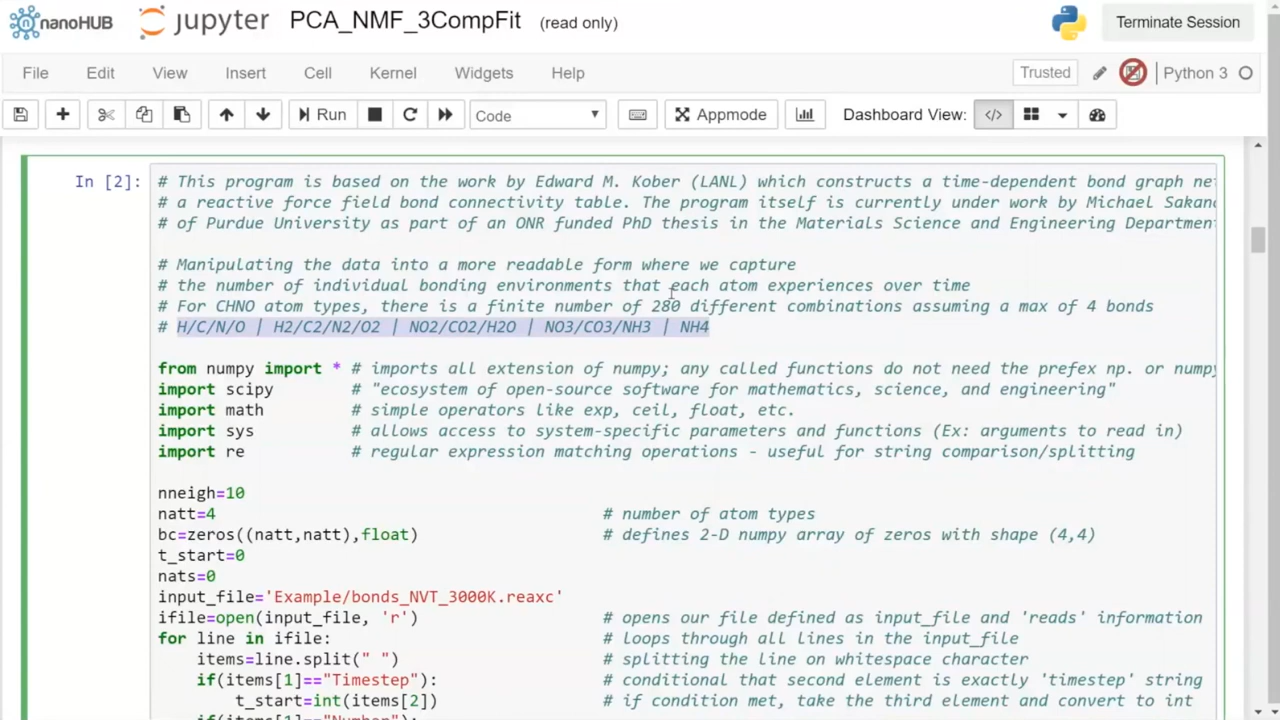 nanoHUB jupyter PCA_NMF_3CompFit (read only) Terminate Session
File Edit View Insert Cell Kernel Widgets Help Trusted Python 3
Run Code Appmode Dashboard View: </>
In [2]: # This program is based on the work by Edward M. Kober (LANL) which constructs a time-dependent bond graph
# a reactive force field bond connectivity table. The program itself is currently under work by Michael
# of Purdue University as part of an ONR funded PhD thesis in the Materials Science and Engineering
# Manipulating the data into a more readable form where we capture
# the number of individual bonding environments that each atom experiences over time
# For CHNO atom types, there is a finite number of 280 different combinations assuming a max of 4 bonds
# H/C/N/O | H2/C2/N2/O2 | NO2/CO2/H2O | NO3/CO3/NH3 | NH4
from numpy import * # imports all extension of numpy; any called functions do not need the prefex np. or numpy
import scipy # "ecosystem of open-source software for mathematics, science, and engineering"
import math # simple operators like exp, ceil, float, etc.
import sys # allows access to system-specific parameters and functions (Ex: arguments to read in)
import re # regular expression matching operations - useful for string comparison/splitting
nneigh=10
natt=4 # number of atom types
bc=zeros((natt,natt),float) # defines 2-D numpy array of zeros with shape (4,4)
t_start=0
nats=0
input_file='Example/bonds_NVT_3000K.reaxc'
ifile=open(input_file, 'r') # opens our file defined as input_file and 'reads' information
for line in ifile: # loops through all lines in the input_file
items=line.split(" ") # splitting the line on whitespace character
if(items[1]=="Timestep"): # conditional that second element is exactly 'timestep' string
t_start=int(items[2]) # if condition met, take the third element and convert to int
if(items[1]=="Number"):